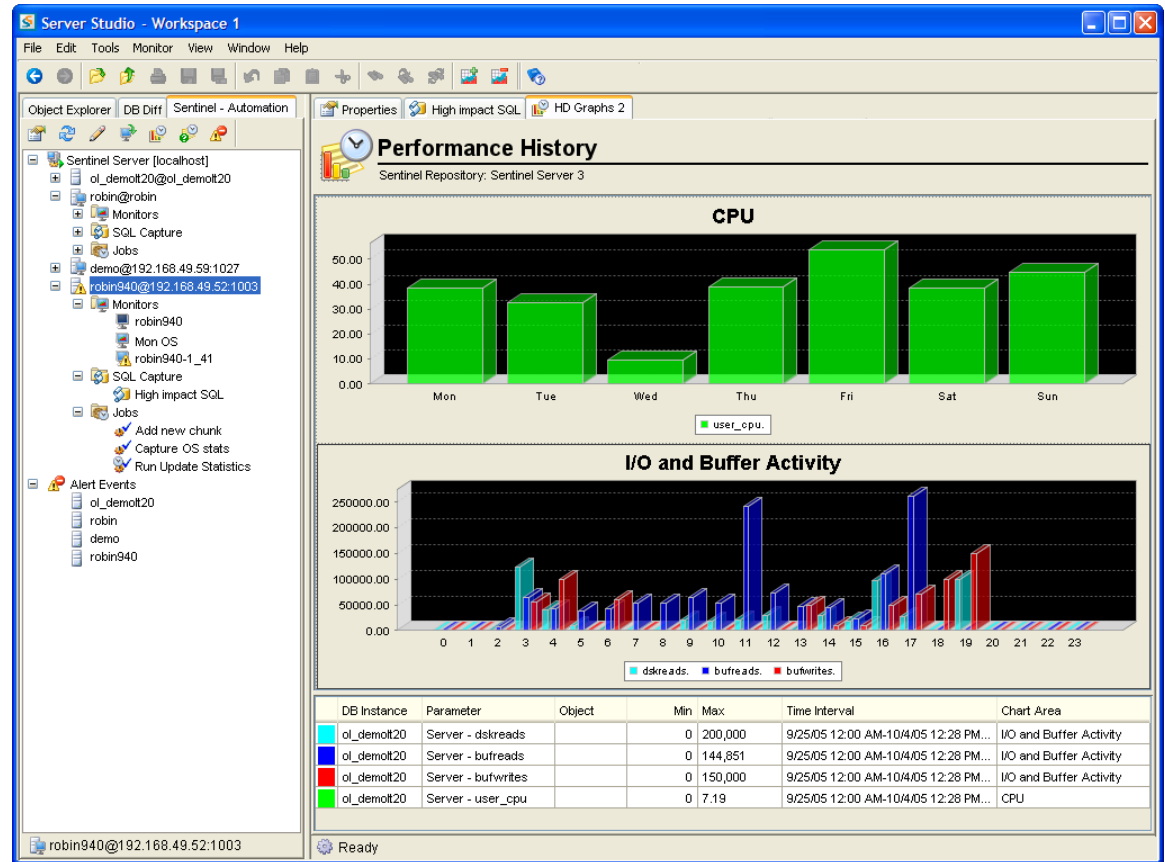 Server Studio - Workspace 1
File Edit Tools Monitor View Window Help
Object Explorer DB Diff Sentinel - Automation
Sentinel Server [localhost]
ol_demott20@ol_demott20
robin@robin
Monitors
SQL Capture
Jobs
demo@192.168.49.59:1027
robin940@192.168.49.52:1003
Monitors
robin940
Mon OS
robin940-1_41
SQL Capture
High impact SQL
Jobs
Add new chunk
Capture OS stats
Run Update Statistics
Alert Events
ol_demott20
robin
demo
robin940
robin940@192.168.49.52:1003
Properties High impact SQL HD Graphs 2
Performance History
Sentinel Repository: Sentinel Server 3
CPU
50.00
40.00
30.00
20.00
10.00
0.00
Mon Tue Wed Thu Fri Sat Sun
user_cpu.
I/O and Buffer Activity
250000.00
200000.00
150000.00
100000.00
50000.00
0.00
0 1 2 3 4 5 6 7 8 9 10 11 12 13 14 15 16 17 18 19 20 21 22 23
dskreads. bufreads. bufwrites.
DB Instance Parameter Object Min Max Time Interval Chart Area
ol_demott20 Server - dskreads 0 200,000 9/25/05 12:00 AM-10/4/05 12:28 PM... I/O and Buffer Activity
ol_demott20 Server - bufreads 0 144,851 9/25/05 12:00 AM-10/4/05 12:28 PM... I/O and Buffer Activity
ol_demott20 Server - bufwrites 0 150,000 9/25/05 12:00 AM-10/4/05 12:28 PM... I/O and Buffer Activity
ol_demott20 Server - user_cpu 0 7.19 9/25/05 12:00 AM-10/4/05 12:28 PM... CPU
Ready